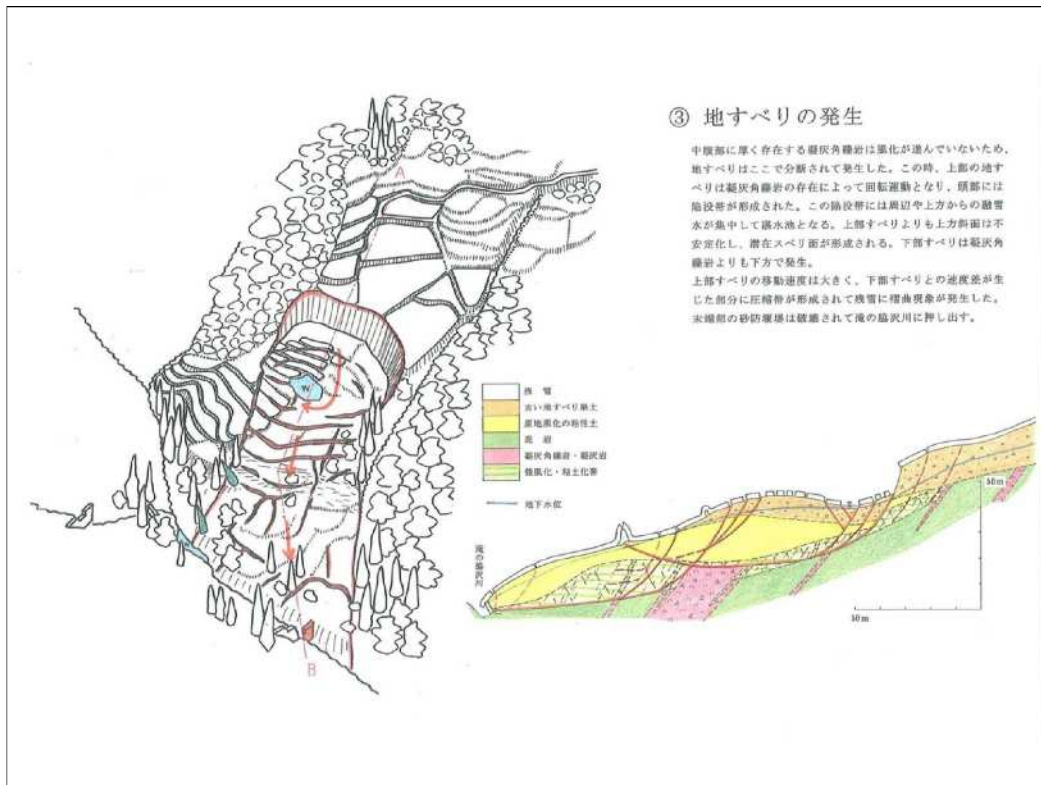 ③ 地すべりの発生
中腹部に厚く存在する凝灰角礫岩は風化が進んでいないため、
地すべりはここで分断されて発生した。この時、上部の地す
べりは凝灰角礫岩の存在によって回転運動となり、頭部には
陥没帯が形成された。この陥没帯には周辺や上方からの融雪
水が集中して湛水池となる。上部すべりよりも上方斜面は不
安定化し、潜在スベリ面が形成される。下部すべりは凝灰角
礫岩よりも下方で発生。
上部すべりの移動速度は大きく、下部すべりとの速度差が生
じた部分に圧縮帯が形成されて残雪に褶曲現象が発生した。
末端部の砂防堰堤は破壊されて滝の脇沢川に押し出す。
A
W
B
残雪
古い地すべり崩土
原地風化の粘性土
泥岩
凝灰角礫岩・凝灰岩
強風化・粘土化帯
地下水位
滝の脇沢川
50m
50m